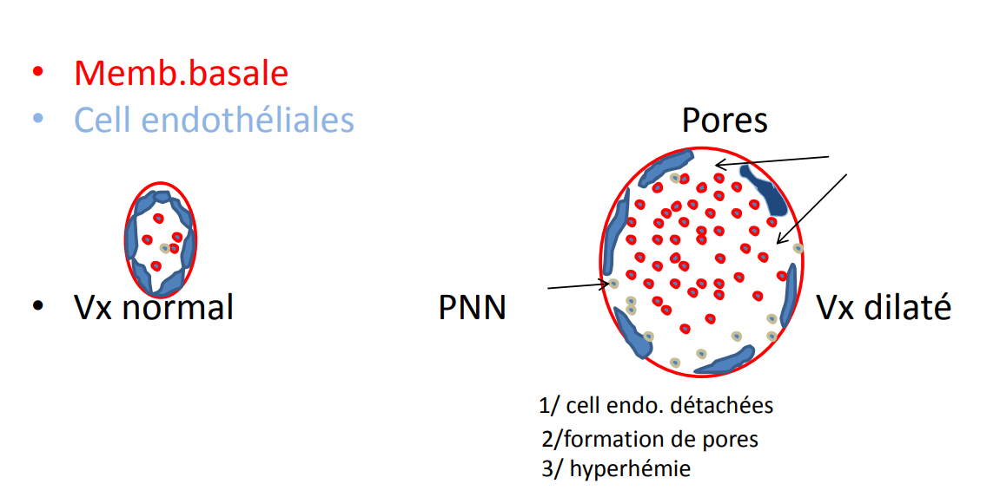 • Memb.basale
• Cell endothéliales
Pores
• Vx normal
PNN
Vx dilaté
1/ cell endo. détachées
2/formation de pores
3/ hyperhémie